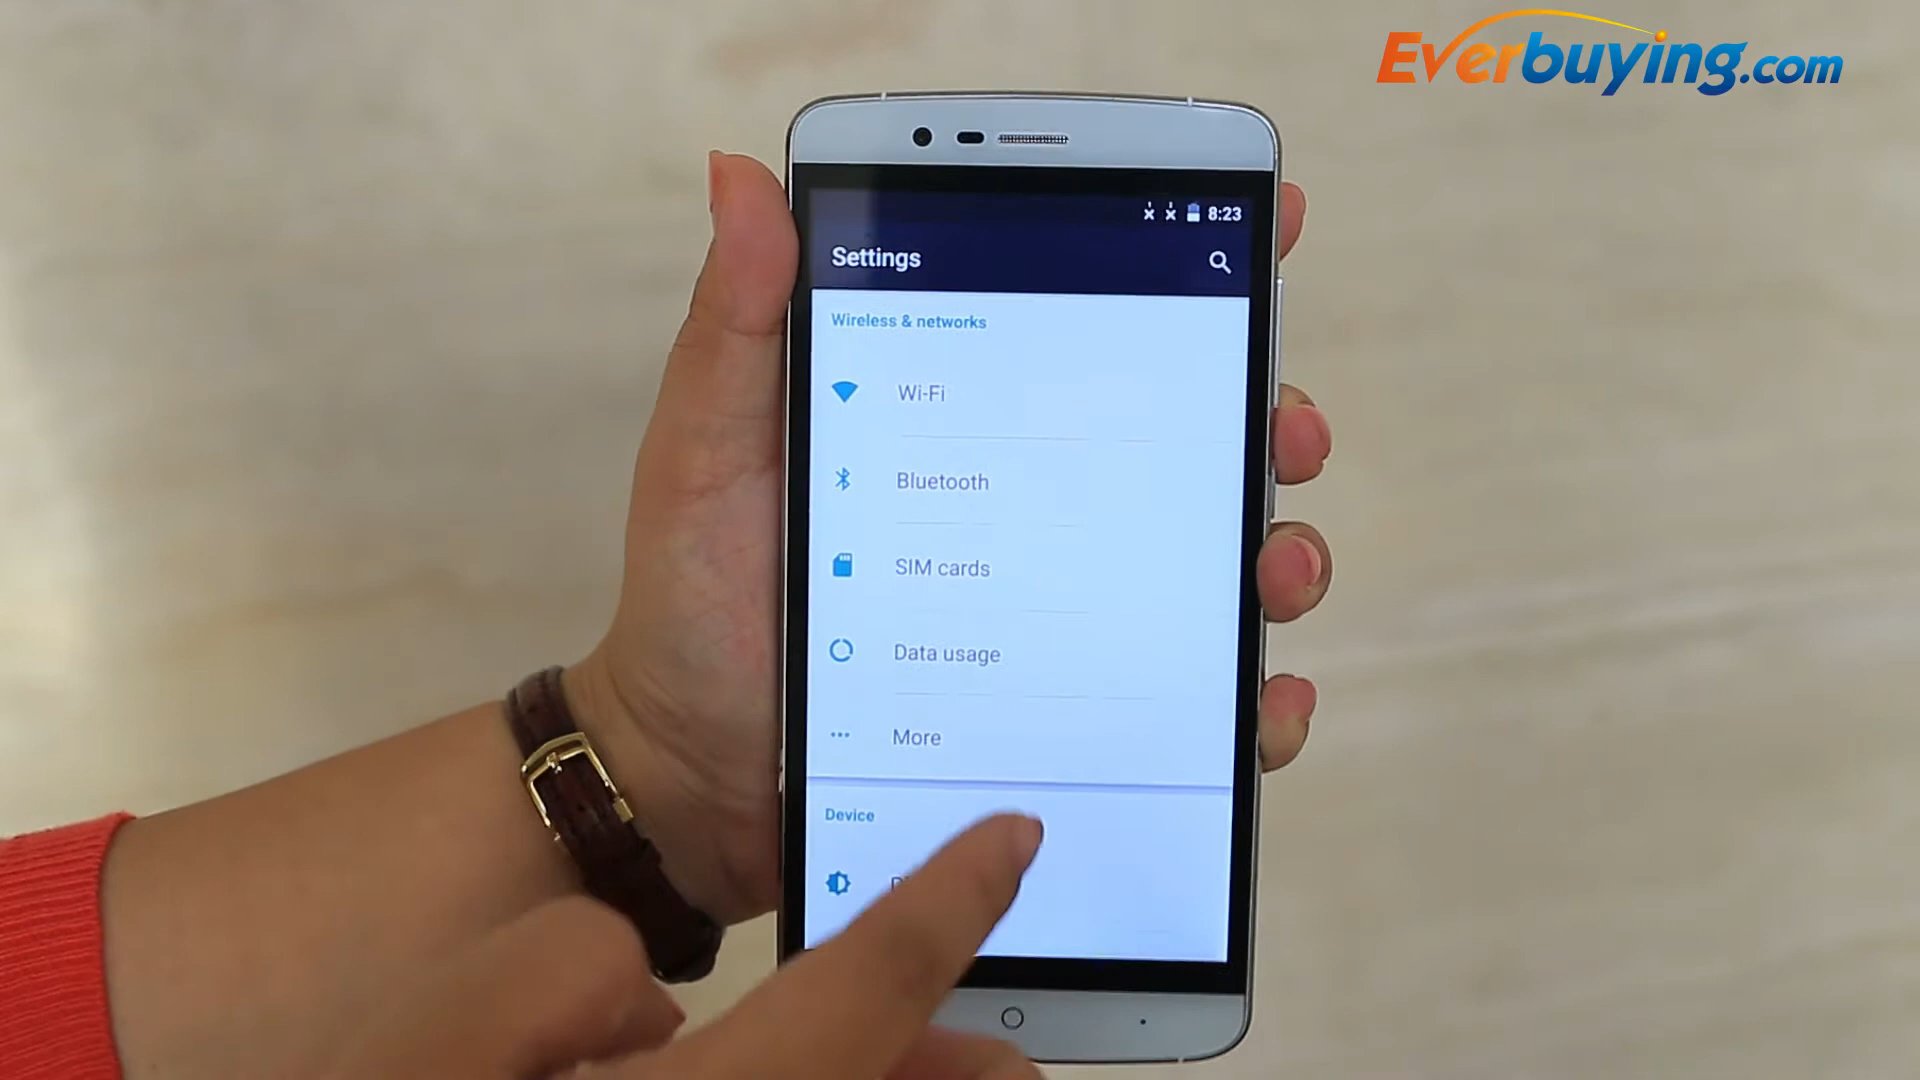 Everbuying.com
8:23
Settings
Wireless & networks
Wi-Fi
Bluetooth
SIM cards
Data usage
More
Device